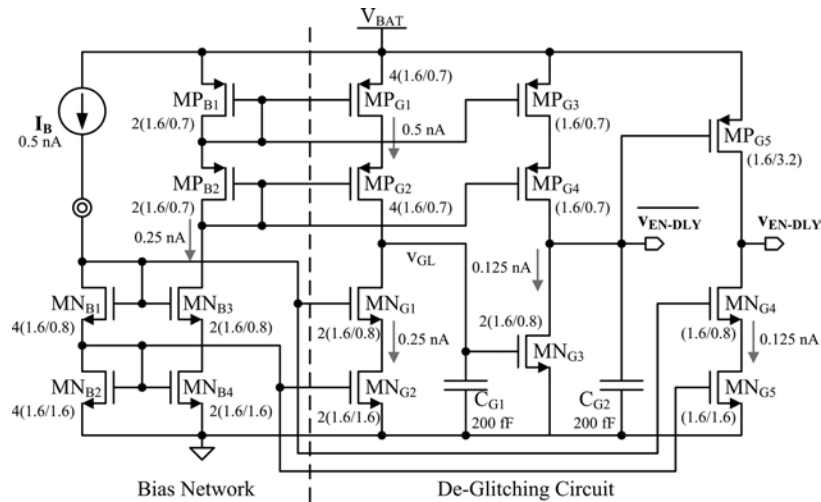 V_BAT
I_B
0.5 nA
MP_B1
2(1.6/0.7)
4(1.6/0.7)
MP_G1
0.5 nA
MP_G3
(1.6/0.7)
MP_G5
(1.6/3.2)
MP_B2
2(1.6/0.7)
MP_G2
4(1.6/0.7)
MP_G4
(1.6/0.7)
0.25 nA
v_GL
0.125 nA
v_EN-DLY
v_EN-DLY
MN_B1
4(1.6/0.8)
MN_B3
2(1.6/0.8)
MN_G1
2(1.6/0.8)
0.25 nA
2(1.6/0.8)
MN_G3
MN_G4
(1.6/0.8)
0.125 nA
MN_B2
4(1.6/1.6)
MN_B4
2(1.6/1.6)
MN_G2
2(1.6/1.6)
C_G1
200 fF
C_G2
200 fF
MN_G5
(1.6/1.6)
Bias Network
De-Glitching Circuit